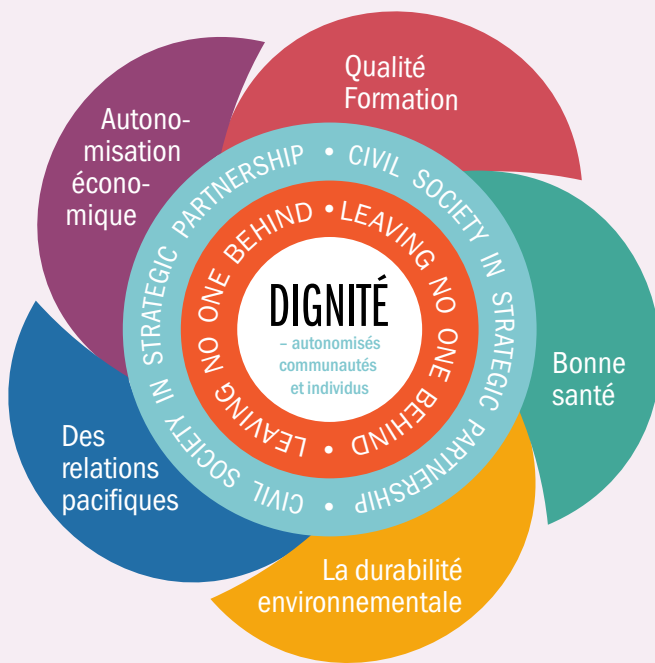 Qualité
Formation
Autono-
misation
écono-
mique
CIVIL SOCIETY IN STRATEGIC PARTNERSHIP • CIVIL SOCIETY IN STRATEGIC PARTNERSHIP •
LEAVING NO ONE BEHIND • LEAVING NO ONE BEHIND •
DIGNITÉ
– autonomisés
communautés
et individus
Bonne
santé
Des
relations
pacifiques
La durabilité
environnementale